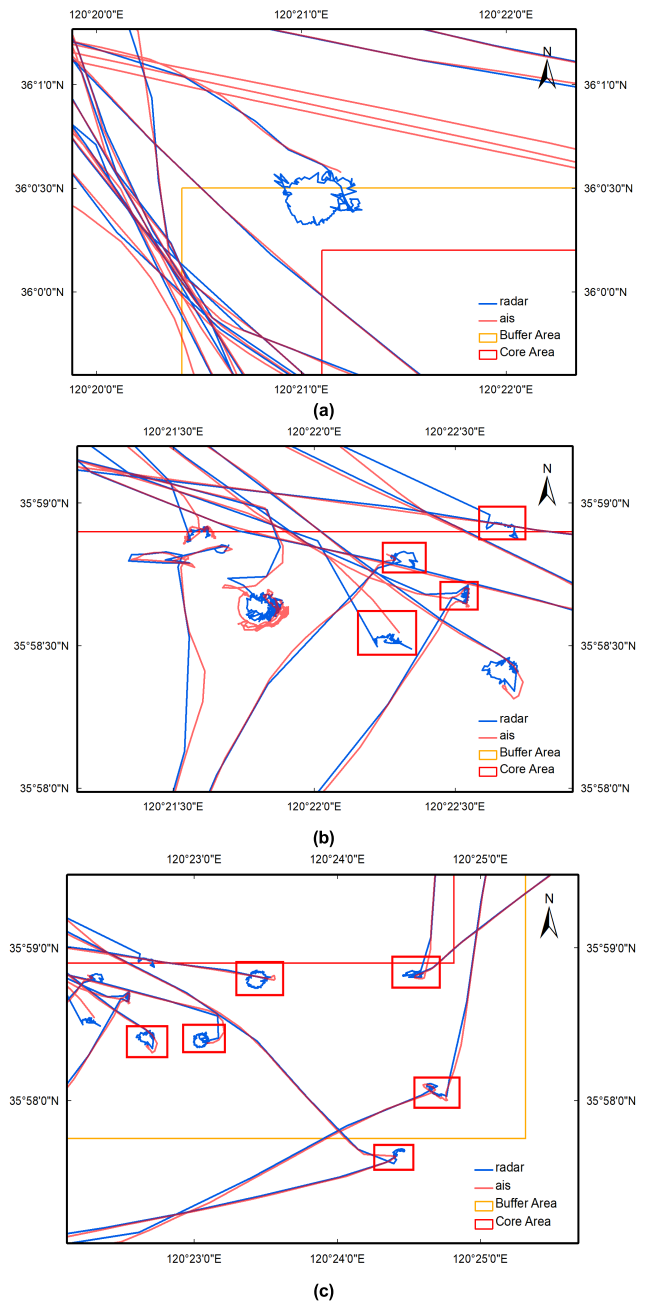 120°20'0"E 120°21'0"E 120°22'0"E
N
36°1'0"N 36°1'0"N
36°0'30"N 36°0'30"N
36°0'0"N 36°0'0"N
radar
ais
Buffer Area
Core Area
120°20'0"E 120°21'0"E 120°22'0"E
(a)
120°21'30"E 120°22'0"E 120°22'30"E
N
35°59'0"N 35°59'0"N
35°58'30"N 35°58'30"N
radar
ais
Buffer Area
Core Area
35°58'0"N 35°58'0"N
120°21'30"E 120°22'0"E 120°22'30"E
(b)
120°23'0"E 120°24'0"E 120°25'0"E
N
35°59'0"N 35°59'0"N
35°58'0"N 35°58'0"N
radar
ais
Buffer Area
Core Area
120°23'0"E 120°24'0"E 120°25'0"E
(c)